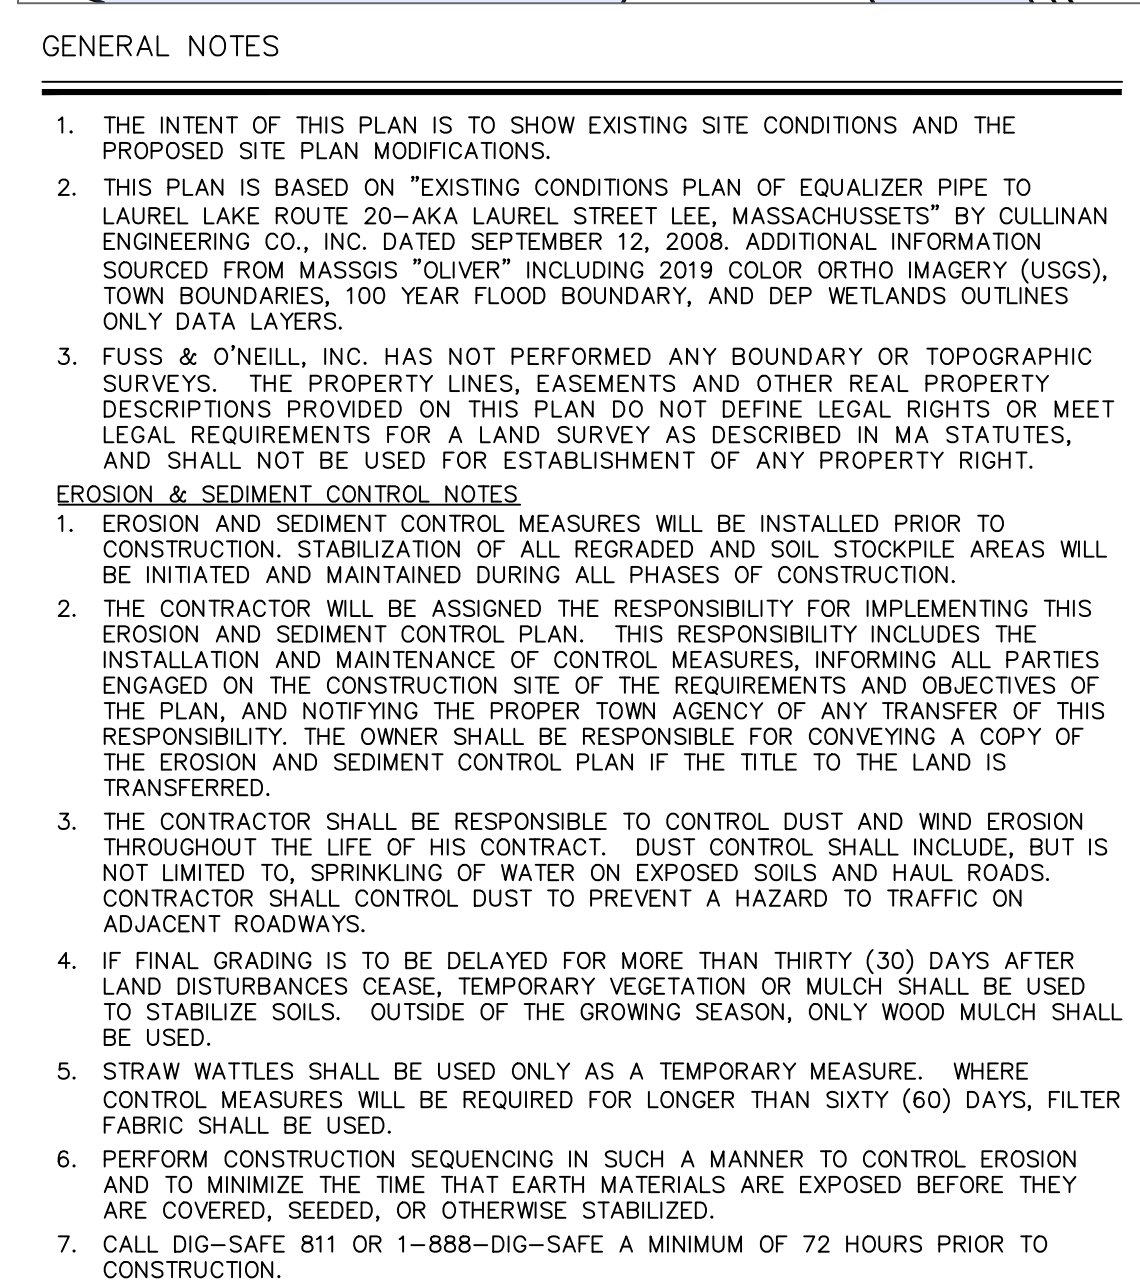 GENERAL NOTES
1. THE INTENT OF THIS PLAN IS TO SHOW EXISTING SITE CONDITIONS AND THE
PROPOSED SITE PLAN MODIFICATIONS.
2. THIS PLAN IS BASED ON "EXISTING CONDITIONS PLAN OF EQUALIZER PIPE TO
LAUREL LAKE ROUTE 20-AKA LAUREL STREET LEE, MASSACHUSSETS" BY CULLINAN
ENGINEERING CO., INC. DATED SEPTEMBER 12, 2008. ADDITIONAL INFORMATION
SOURCED FROM MASSGIS "OLIVER" INCLUDING 2019 COLOR ORTHO IMAGERY (USGS),
TOWN BOUNDARIES, 100 YEAR FLOOD BOUNDARY, AND DEP WETLANDS OUTLINES
ONLY DATA LAYERS.
3. FUSS & O'NEILL, INC. HAS NOT PERFORMED ANY BOUNDARY OR TOPOGRAPHIC
SURVEYS. THE PROPERTY LINES, EASEMENTS AND OTHER REAL PROPERTY
DESCRIPTIONS PROVIDED ON THIS PLAN DO NOT DEFINE LEGAL RIGHTS OR MEET
LEGAL REQUIREMENTS FOR A LAND SURVEY AS DESCRIBED IN MA STATUTES,
AND SHALL NOT BE USED FOR ESTABLISHMENT OF ANY PROPERTY RIGHT.
EROSION & SEDIMENT CONTROL NOTES
1. EROSION AND SEDIMENT CONTROL MEASURES WILL BE INSTALLED PRIOR TO
CONSTRUCTION. STABILIZATION OF ALL REGRADED AND SOIL STOCKPILE AREAS WILL
BE INITIATED AND MAINTAINED DURING ALL PHASES OF CONSTRUCTION.
2. THE CONTRACTOR WILL BE ASSIGNED THE RESPONSIBILITY FOR IMPLEMENTING THIS
EROSION AND SEDIMENT CONTROL PLAN. THIS RESPONSIBILITY INCLUDES THE
INSTALLATION AND MAINTENANCE OF CONTROL MEASURES, INFORMING ALL PARTIES
ENGAGED ON THE CONSTRUCTION SITE OF THE REQUIREMENTS AND OBJECTIVES OF
THE PLAN, AND NOTIFYING THE PROPER TOWN AGENCY OF ANY TRANSFER OF THIS
RESPONSIBILITY. THE OWNER SHALL BE RESPONSIBLE FOR CONVEYING A COPY OF
THE EROSION AND SEDIMENT CONTROL PLAN IF THE TITLE TO THE LAND IS
TRANSFERRED.
3. THE CONTRACTOR SHALL BE RESPONSIBLE TO CONTROL DUST AND WIND EROSION
THROUGHOUT THE LIFE OF HIS CONTRACT. DUST CONTROL SHALL INCLUDE, BUT IS
NOT LIMITED TO, SPRINKLING OF WATER ON EXPOSED SOILS AND HAUL ROADS.
CONTRACTOR SHALL CONTROL DUST TO PREVENT A HAZARD TO TRAFFIC ON
ADJACENT ROADWAYS.
4. IF FINAL GRADING IS TO BE DELAYED FOR MORE THAN THIRTY (30) DAYS AFTER
LAND DISTURBANCES CEASE, TEMPORARY VEGETATION OR MULCH SHALL BE USED
TO STABILIZE SOILS. OUTSIDE OF THE GROWING SEASON, ONLY WOOD MULCH SHALL
BE USED.
5. STRAW WATTLES SHALL BE USED ONLY AS A TEMPORARY MEASURE. WHERE
CONTROL MEASURES WILL BE REQUIRED FOR LONGER THAN SIXTY (60) DAYS, FILTER
FABRIC SHALL BE USED.
6. PERFORM CONSTRUCTION SEQUENCING IN SUCH A MANNER TO CONTROL EROSION
AND TO MINIMIZE THE TIME THAT EARTH MATERIALS ARE EXPOSED BEFORE THEY
ARE COVERED, SEEDED, OR OTHERWISE STABILIZED.
7. CALL DIG-SAFE 811 OR 1-888-DIG-SAFE A MINIMUM OF 72 HOURS PRIOR TO
CONSTRUCTION.